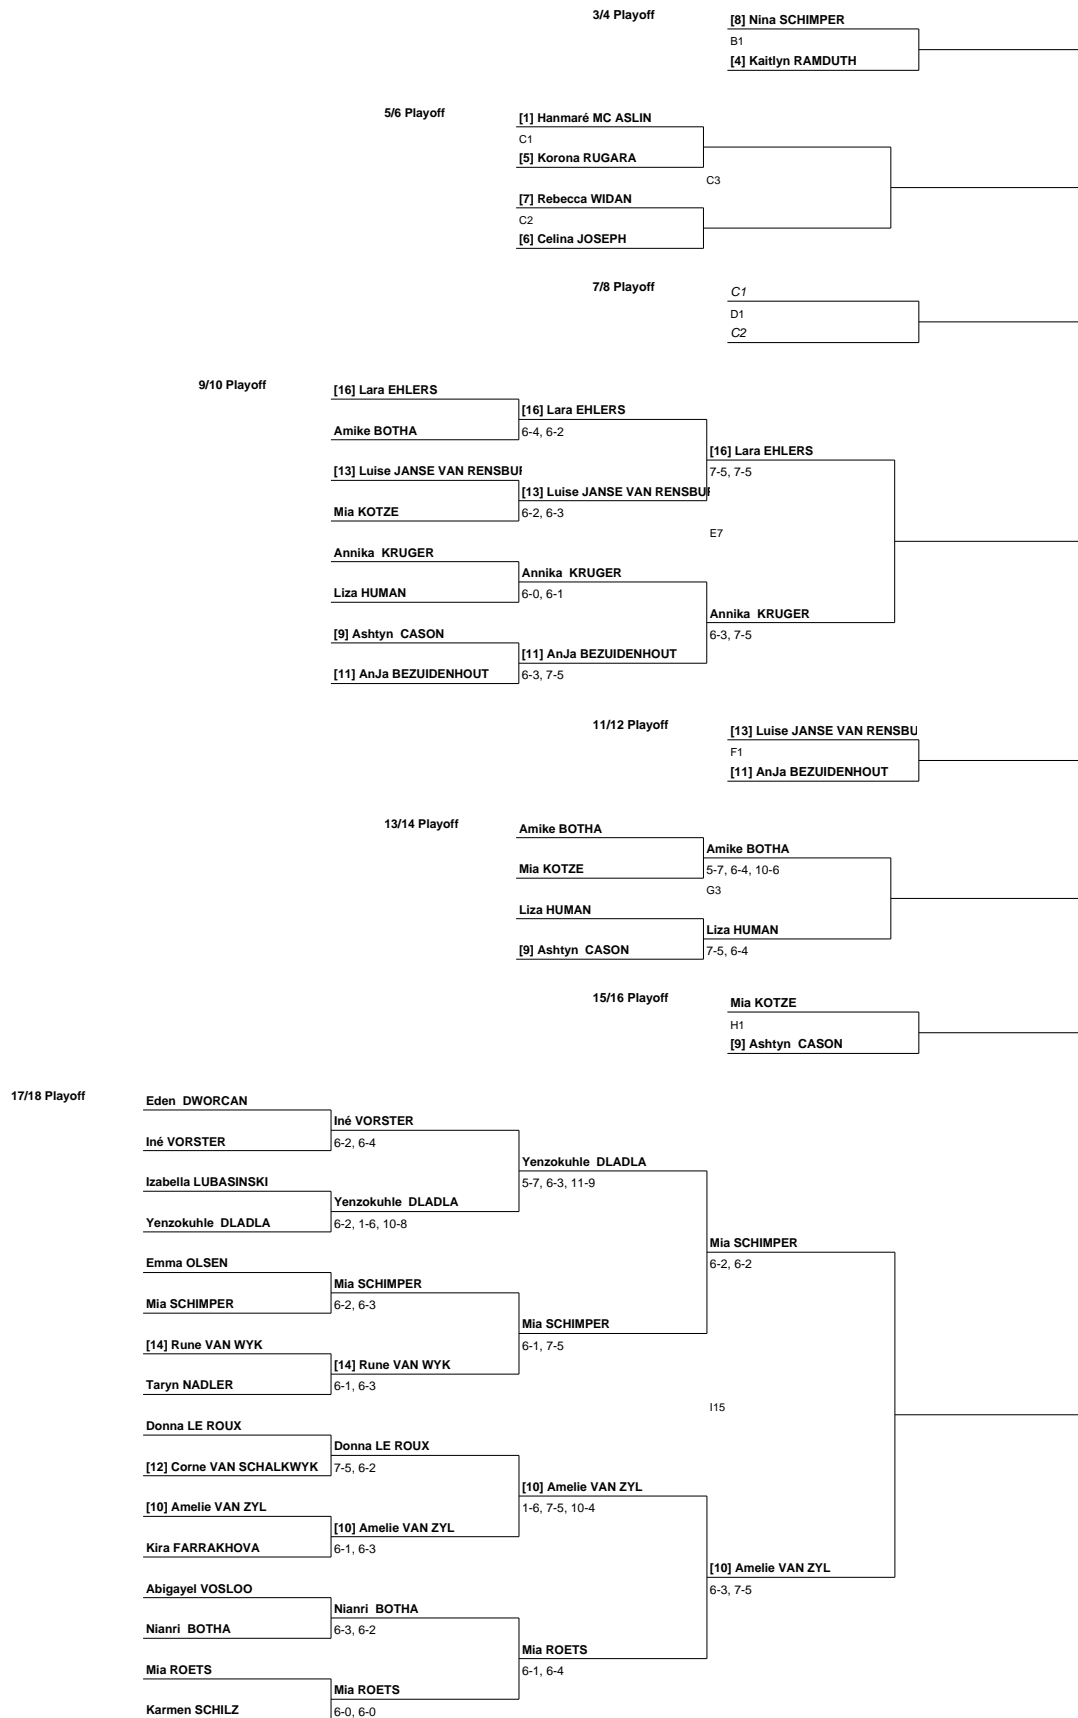 3/4 Playoff
[8] Nina SCHIMPER
B1
[4] Kaitlyn RAMDUTH
5/6 Playoff
[1] Hanmaré MC ASLIN
C1
[5] Korona RUGARA
C3
[7] Rebecca WIDAN
C2
[6] Celina JOSEPH
7/8 Playoff
C1
D1
C2
9/10 Playoff
[16] Lara EHLERS
[16] Lara EHLERS
Amike BOTHA
6-4, 6-2
[16] Lara EHLERS
[13] Luise JANSE VAN RENSBUR
7-5, 7-5
[13] Luise JANSE VAN RENSBUR
Mia KOTZE
6-2, 6-3
E7
Annika KRUGER
Annika KRUGER
Liza HUMAN
6-0, 6-1
Annika KRUGER
[9] Ashtyn CASON
6-3, 7-5
[11] AnJa BEZUIDENHOUT
[11] AnJa BEZUIDENHOUT
6-3, 7-5
11/12 Playoff
[13] Luise JANSE VAN RENSBU
F1
[11] AnJa BEZUIDENHOUT
13/14 Playoff
Amike BOTHA
Amike BOTHA
Mia KOTZE
5-7, 6-4, 10-6
G3
Liza HUMAN
Liza HUMAN
[9] Ashtyn CASON
7-5, 6-4
15/16 Playoff
Mia KOTZE
H1
[9] Ashtyn CASON
17/18 Playoff
Eden DWORCAN
Iné VORSTER
Iné VORSTER
6-2, 6-4
Yenzokuhle DLADLA
Izabella LUBASINSKI
5-7, 6-3, 11-9
Yenzokuhle DLADLA
Yenzokuhle DLADLA
6-2, 1-6, 10-8
Mia SCHIMPER
Emma OLSEN
6-2, 6-2
Mia SCHIMPER
Mia SCHIMPER
6-2, 6-3
Mia SCHIMPER
[14] Rune VAN WYK
6-1, 7-5
[14] Rune VAN WYK
Taryn NADLER
6-1, 6-3
I15
Donna LE ROUX
Donna LE ROUX
[12] Corne VAN SCHALKWYK
7-5, 6-2
[10] Amelie VAN ZYL
[10] Amelie VAN ZYL
1-6, 7-5, 10-4
[10] Amelie VAN ZYL
Kira FARRAKHOVA
6-1, 6-3
[10] Amelie VAN ZYL
Abigayel VOSLOO
6-3, 7-5
Nianri BOTHA
Nianri BOTHA
6-3, 6-2
Mia ROETS
Mia ROETS
6-1, 6-4
Mia ROETS
Karmen SCHILZ
6-0, 6-0